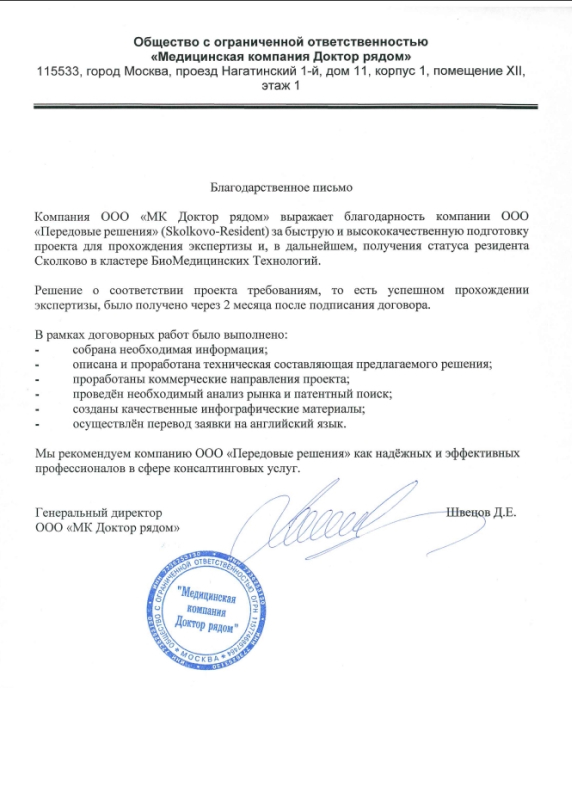 Общество с ограниченной ответственностью
«Медицинская компания Доктор рядом»
115533, город Москва, проезд Нагатинский 1-й, дом 11, корпус 1, помещение XII,
этаж 1
Благодарственное письмо
Компания ООО «МК Доктор рядом» выражает благодарность компании ООО
«Передовые решения» (Skolkovo-Resident) за быструю и высококачественную подготовку
проекта для прохождения экспертизы и, в дальнейшем, получения статуса резидента
Сколково в кластере БиоМедицинских Технологий.
Решение о соответствии проекта требованиям, то есть успешном прохождении
экспертизы, было получено через 2 месяца после подписания договора.
В рамках договорных работ было выполнено:
- собрана необходимая информация;
- описана и проработана техническая составляющая предлагаемого решения;
- проработаны коммерческие направления проекта;
- проведён необходимый анализ рынка и патентный поиск;
- созданы качественные инфографические материалы;
- осуществлён перевод заявки на английский язык.
Мы рекомендуем компанию ООО «Передовые решения» как надёжных и эффективных
профессионалов в сфере консалтинговых услуг.
Генеральный директор Швецов Д.Е.
ООО «МК Доктор рядом»
ОБЩЕСТВО С ОГРАНИЧЕННОЙ ОТВЕТСТВЕННОСТЬЮ ОГРН
"Медицинская
компания
Доктор рядом"
* МОСКВА *